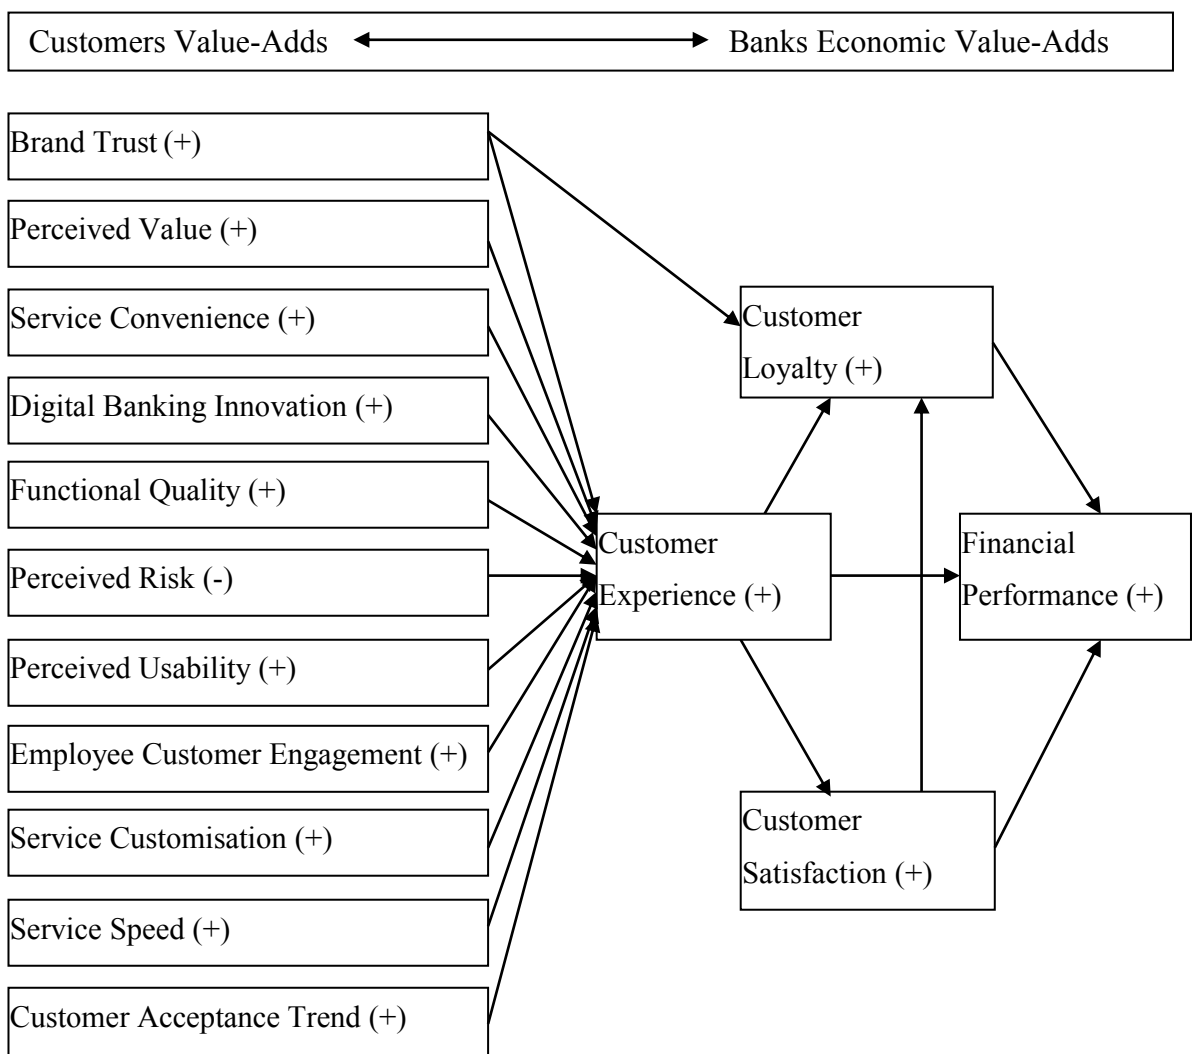 Customers Value-Adds
Banks Economic Value-Adds
Brand Trust (+)
Perceived Value (+)
Service Convenience (+)
Digital Banking Innovation (+)
Functional Quality (+)
Perceived Risk (-)
Perceived Usability (+)
Employee Customer Engagement (+)
Service Customisation (+)
Service Speed (+)
Customer Acceptance Trend (+)
Customer
Experience (+)
Customer
Loyalty (+)
Customer
Satisfaction (+)
Financial
Performance (+)